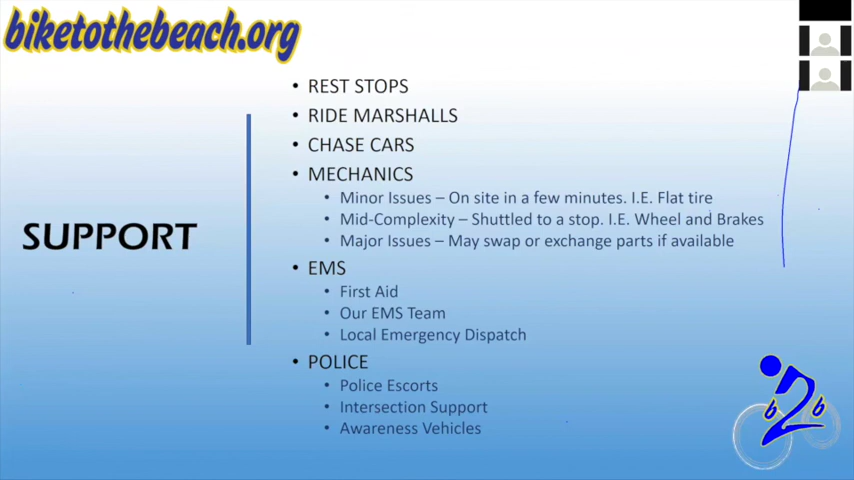 biketothebeach.org
• REST STOPS
• RIDE MARSHALLS
• CHASE CARS
• MECHANICS
• Minor Issues – On site in a few minutes. I.E. Flat tire
• Mid-Complexity – Shuttled to a stop. I.E. Wheel and Brakes
• Major Issues – May swap or exchange parts if available
SUPPORT
• EMS
• First Aid
• Our EMS Team
• Local Emergency Dispatch
• POLICE
• Police Escorts
• Intersection Support
• Awareness Vehicles
b2b